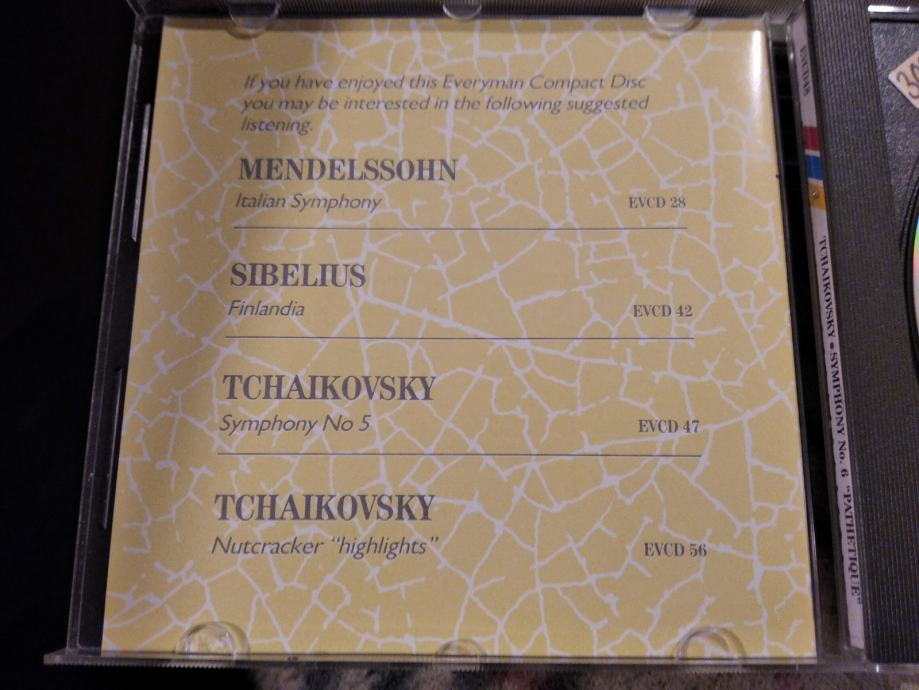 If you have enjoyed this Everyman Compact Disc
you may be interested in the following suggested
listening.
MENDELSSOHN
Italian Symphony EVCD 28
SIBELIUS
Finlandia EVCD 42
TCHAIKOVSKY
Symphony No 5 EVCD 47
TCHAIKOVSKY
Nutcracker “highlights” EVCD 56
TCHAIKOVSKY • SYMPHONY No. 6 “PATHETIQUE”